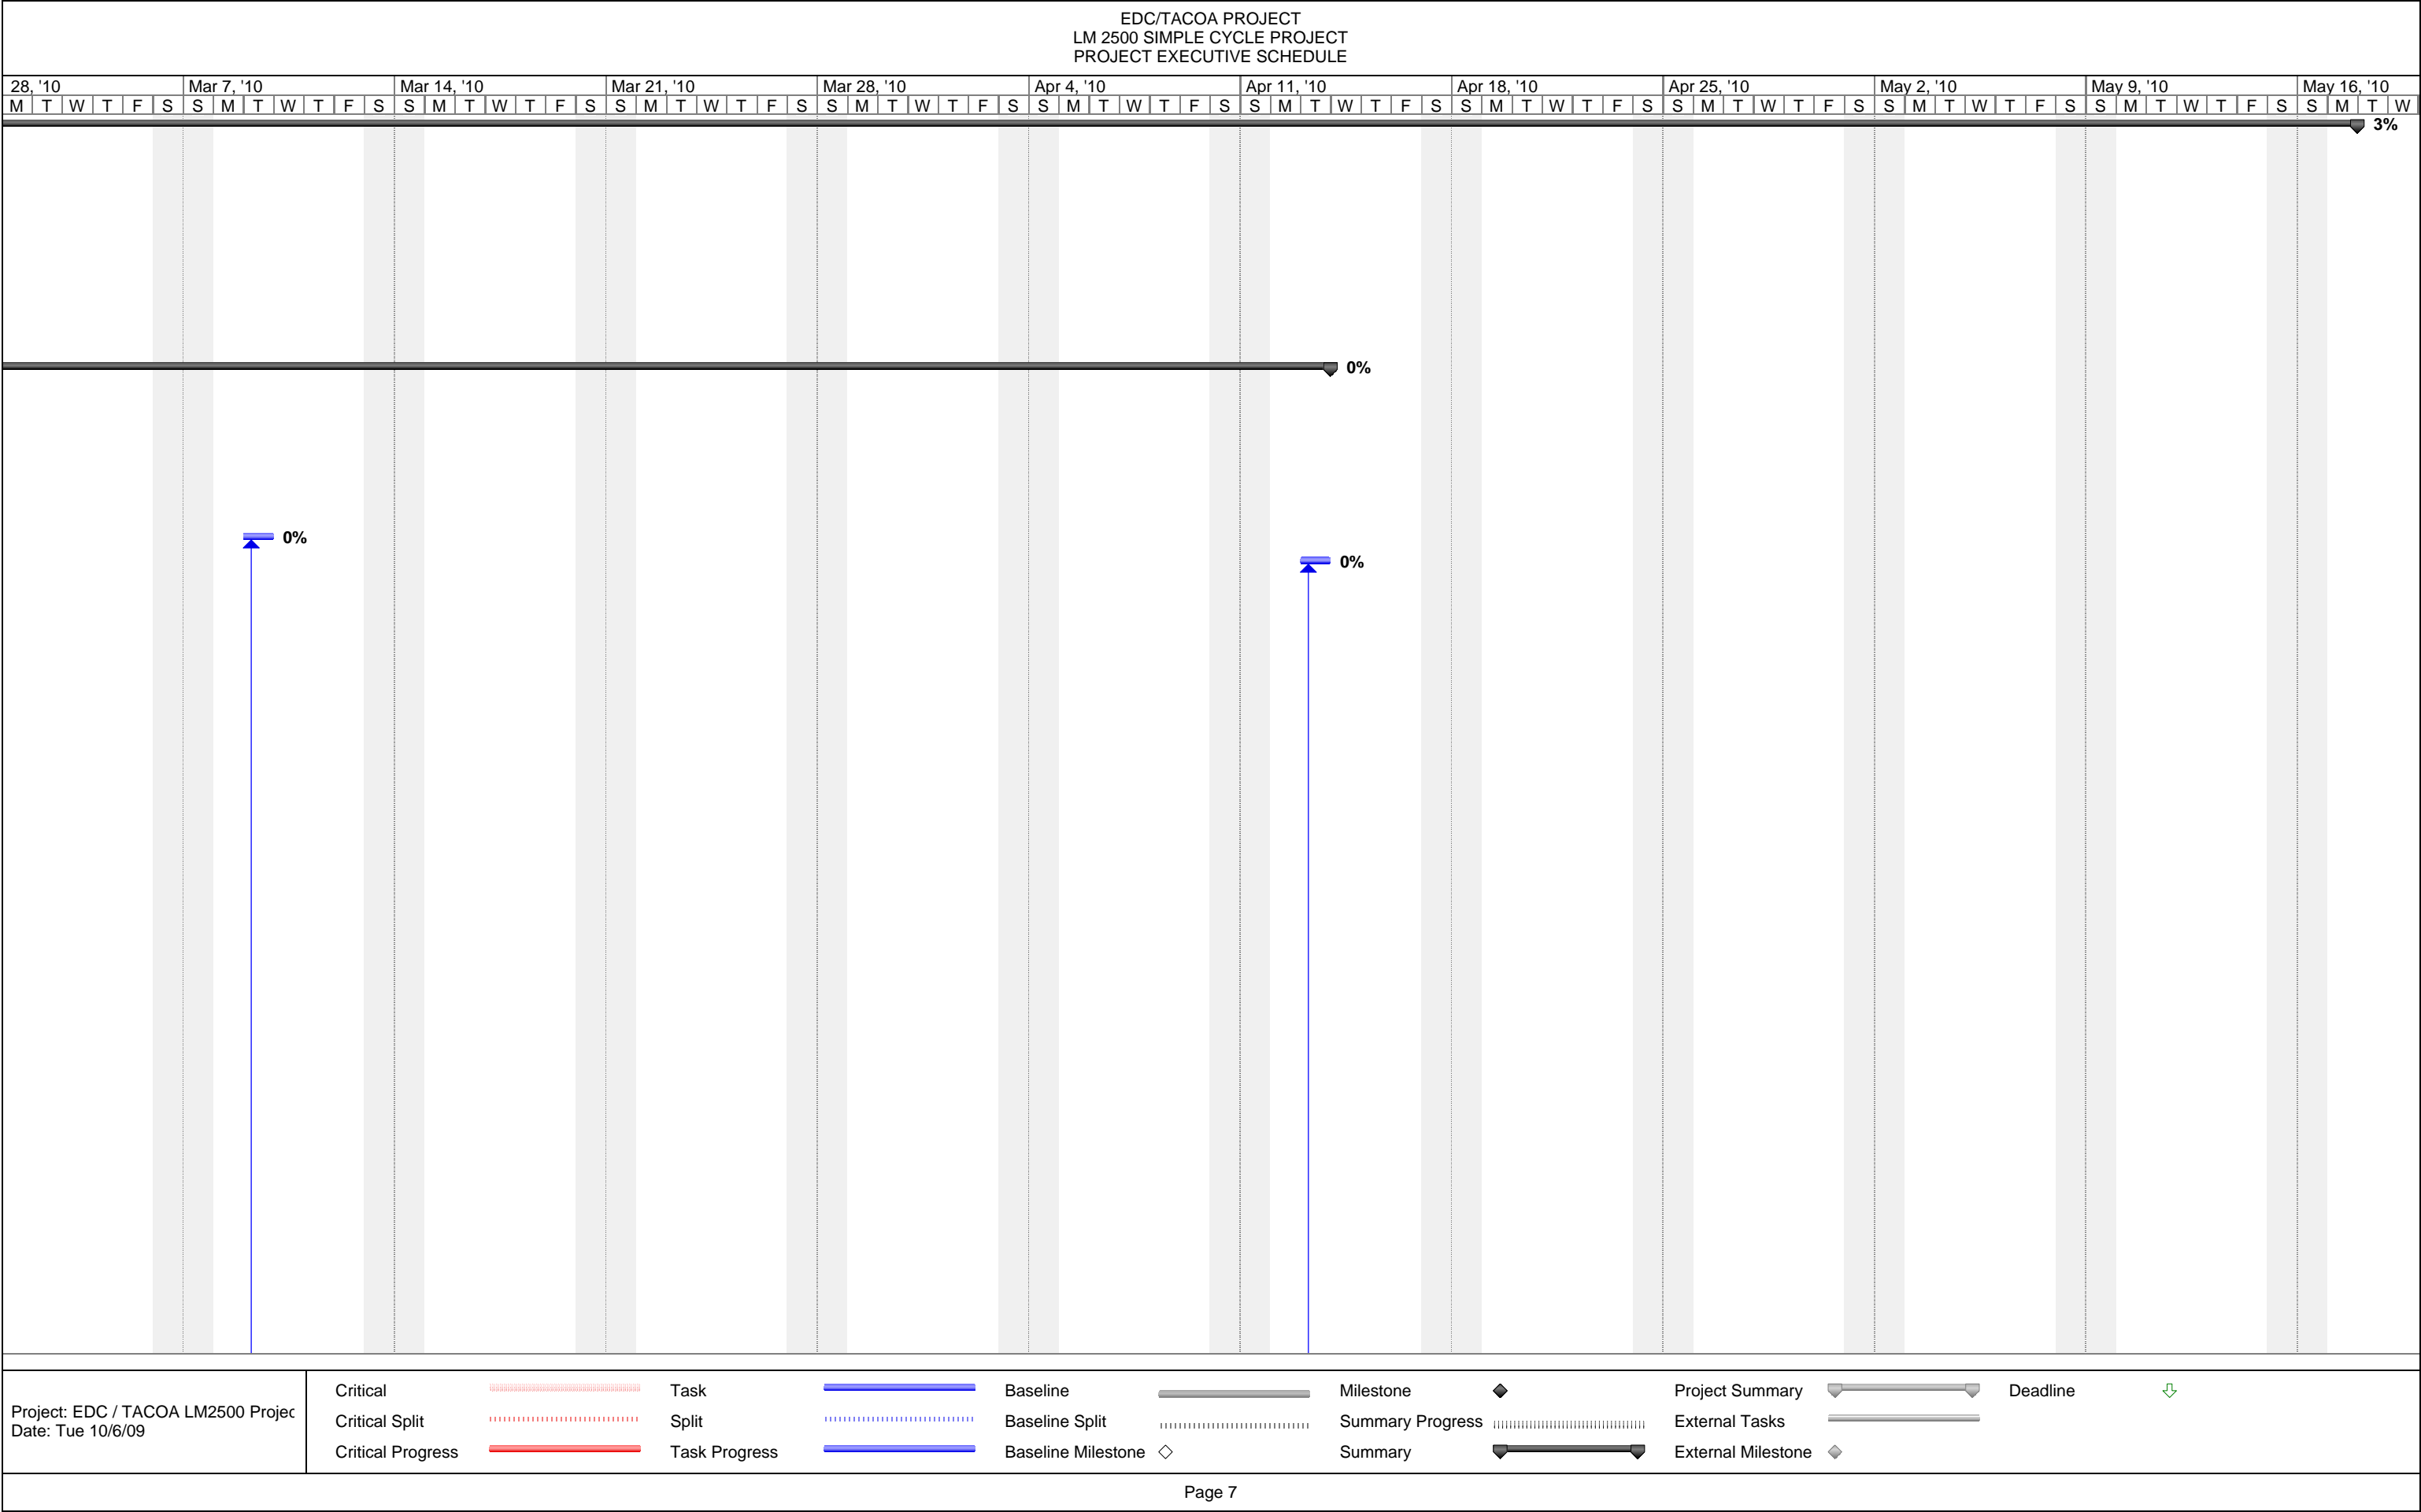 EDC/TACOA PROJECT
LM 2500 SIMPLE CYCLE PROJECT
PROJECT EXECUTIVE SCHEDULE
28, '10 Mar 7, '10 Mar 14, '10 Mar 21, '10 Mar 28, '10 Apr 4, '10 Apr 11, '10 Apr 18, '10 Apr 25, '10 May 2, '10 May 9, '10 May 16, '10
M T W T F S S M T W T F S S M T W T F S S M T W T F S S M T W T F S S M T W T F S S M T W T F S S M T W T F S S M T W T F S S M T W T F S S M T W T F S S M T W
3%
0%
0%
0%
Critical Task Baseline Milestone Project Summary Deadline
Project: EDC / TACOA LM2500 Projec
Critical Split Split Baseline Split Summary Progress External Tasks
Date: Tue 10/6/09
Critical Progress Task Progress Baseline Milestone Summary External Milestone
Page 7